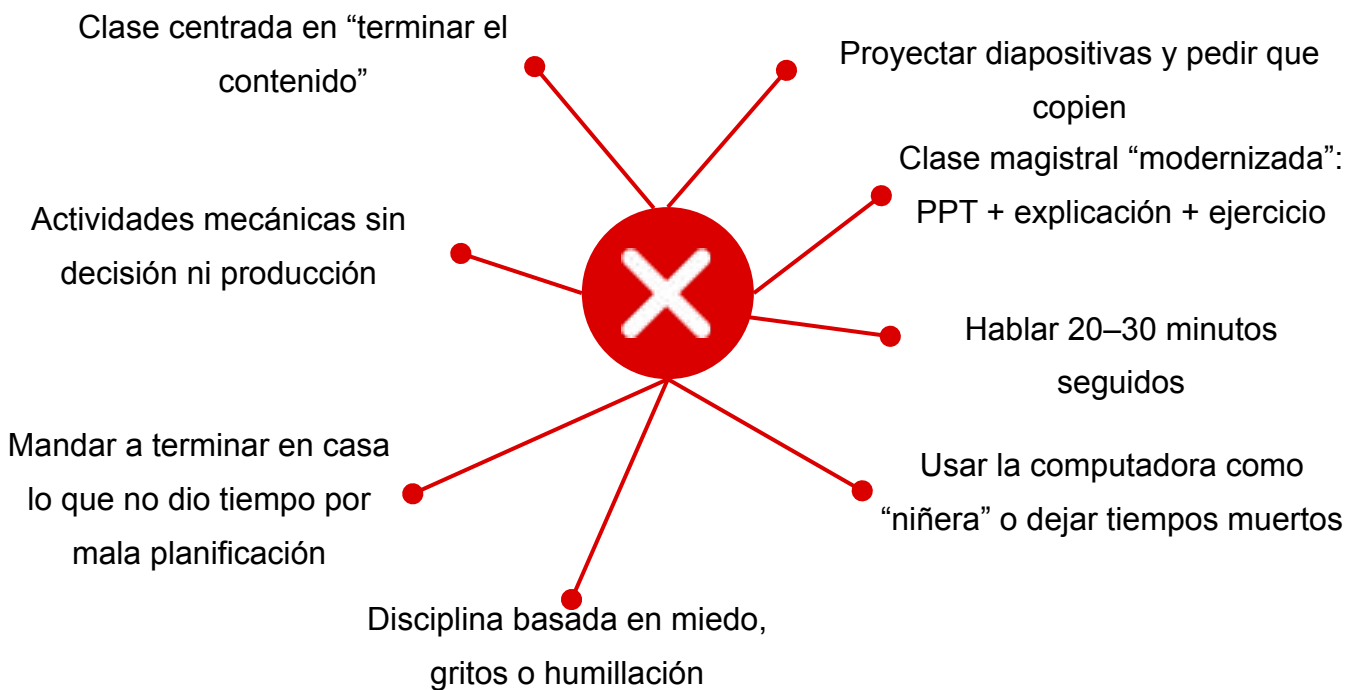 Clase centrada en “terminar el
contenido”
Proyectar diapositivas y pedir que
copien
Clase magistral “modernizada”:
PPT + explicación + ejercicio
Actividades mecánicas sin
decisión ni producción
Hablar 20–30 minutos
seguidos
Mandar a terminar en casa
lo que no dio tiempo por
mala planificación
Usar la computadora como
“niñera” o dejar tiempos muertos
Disciplina basada en miedo,
gritos o humillación